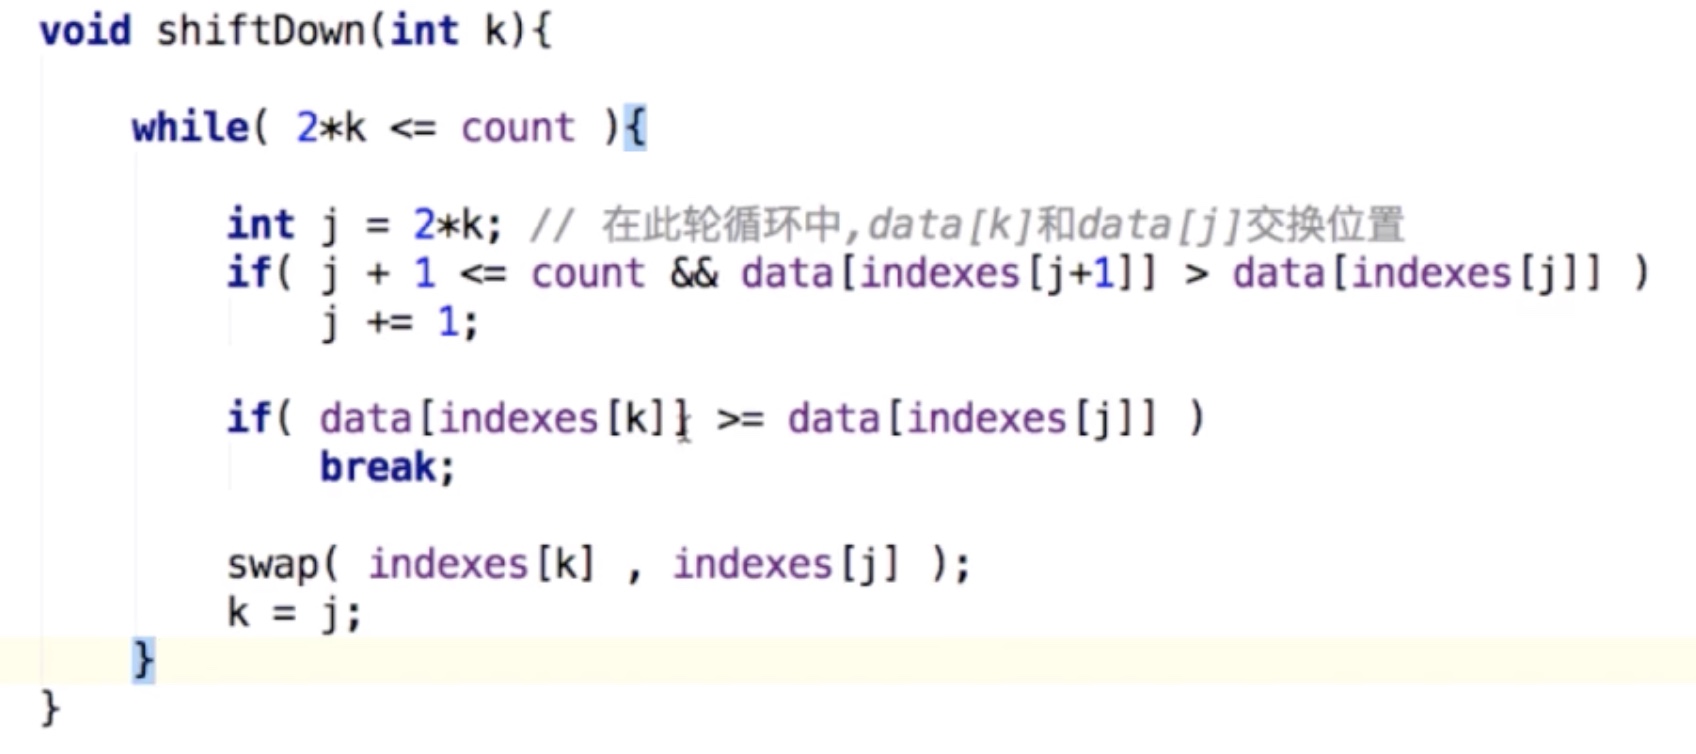 void shiftDown(int k){
while( 2*k <= count ){
int j = 2*k; // 在此轮循环中,data[k]和data[j]交换位置
if( j + 1 <= count && data[indexes[j+1]] > data[indexes[j]] )
j += 1;
if( data[indexes[k]] >= data[indexes[j]] )
break;
swap( indexes[k] , indexes[j] );
k = j;
}
}